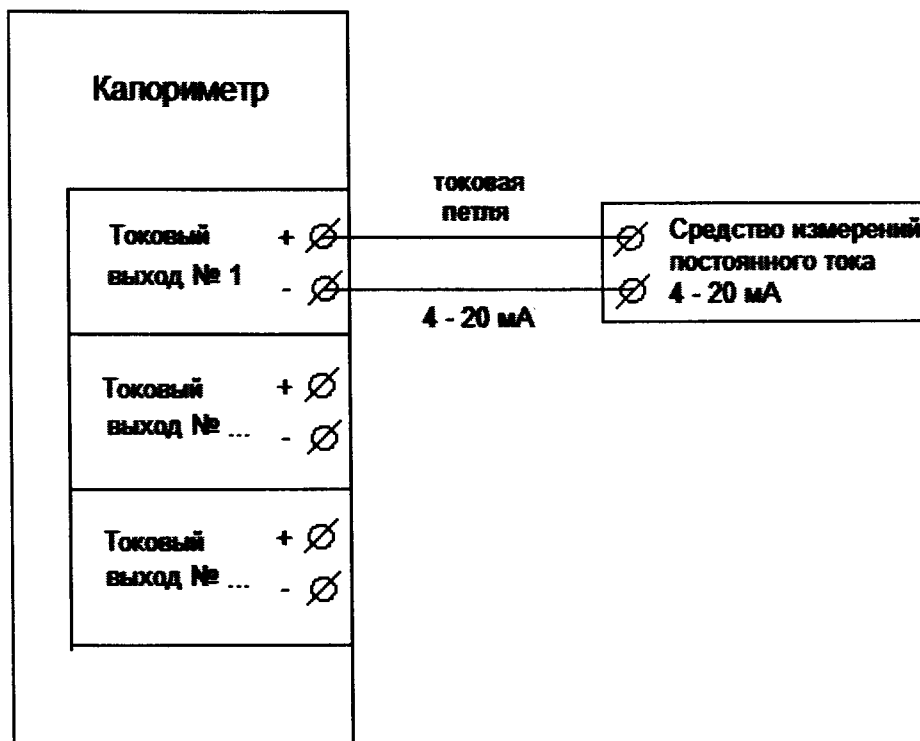 Калориметр
токовая
петля
Токовый
выход № 1
+
-
Средство измерений
постоянного тока
4 - 20 мА
4 - 20 мА
Токовый
выход № ...
+
-
Токовый
выход № ...
+
-